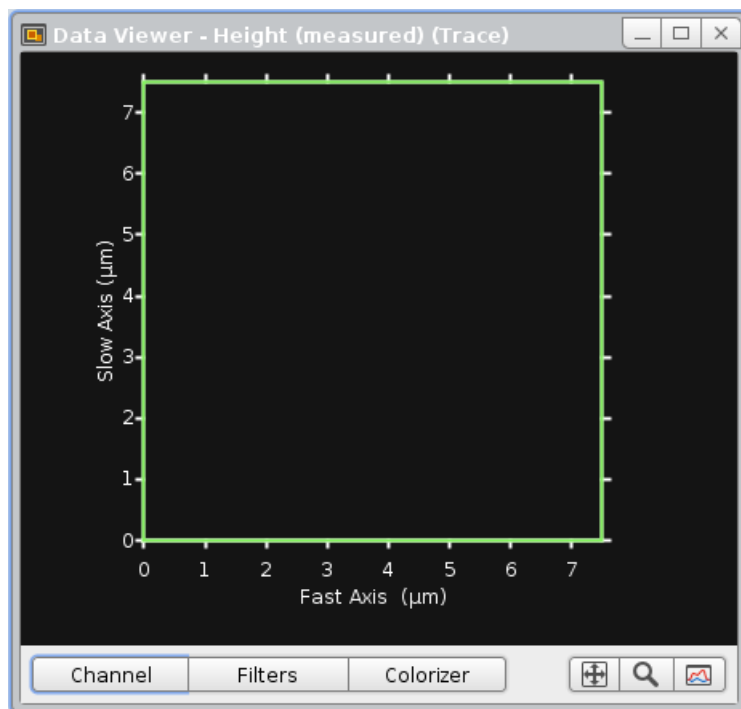 Data Viewer - Height (measured) (Trace)
7
6
5
4
3
2
1
0
Slow Axis (µm)
0 1 2 3 4 5 6 7
Fast Axis (µm)
Channel Filters Colorizer